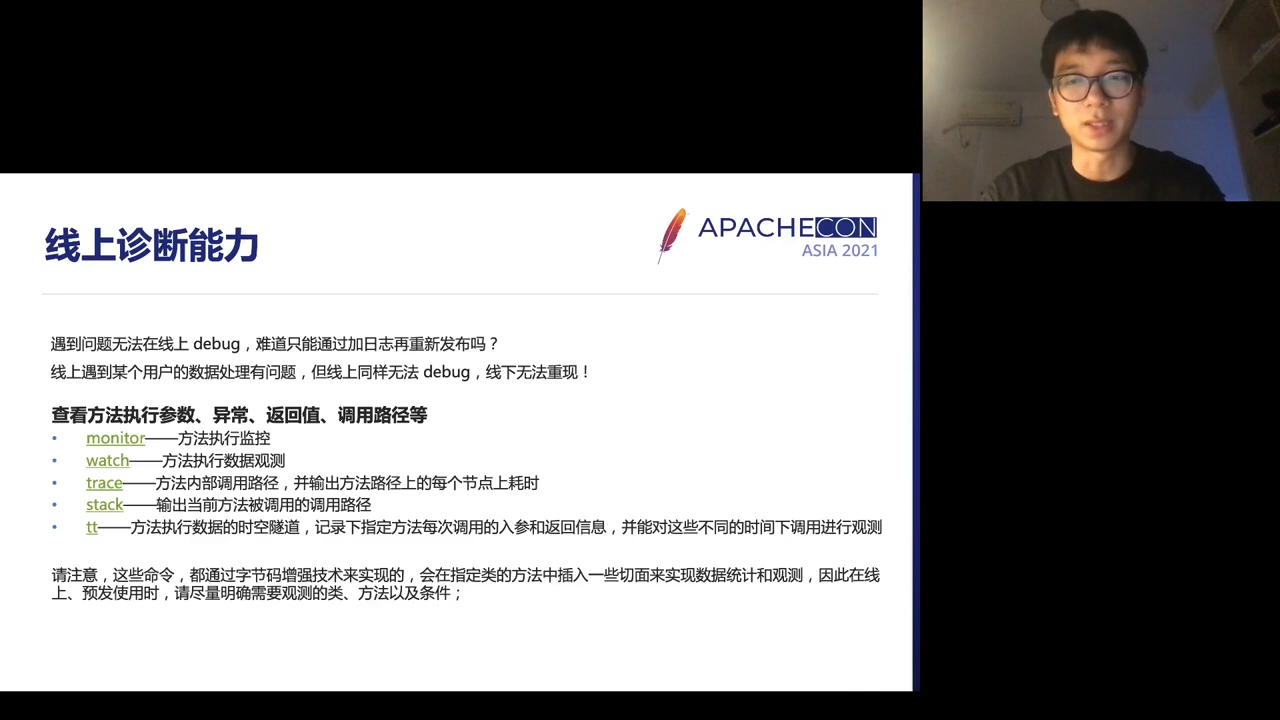 线上诊断能力
APACHECON
ASIA 2021
遇到问题无法在线上 debug，难道只能通过加日志再重新发布吗？
线上遇到某个用户的数据处理有问题，但线上同样无法 debug，线下无法重现！
查看方法执行参数、异常、返回值、调用路径等
• monitor——方法执行监控
• watch——方法执行数据观测
• trace——方法内部调用路径，并输出方法路径上的每个节点上耗时
• stack——输出当前方法被调用的调用路径
• tt——方法执行数据的时空隧道，记录下指定方法每次调用的入参和返回信息，并能对这些不同的时间下调用进行观测
请注意，这些命令，都通过字节码增强技术来实现的，会在指定类的方法中插入一些切面来实现数据统计和观测，因此在线
上、预发使用时，请尽量明确需要观测的类、方法以及条件；